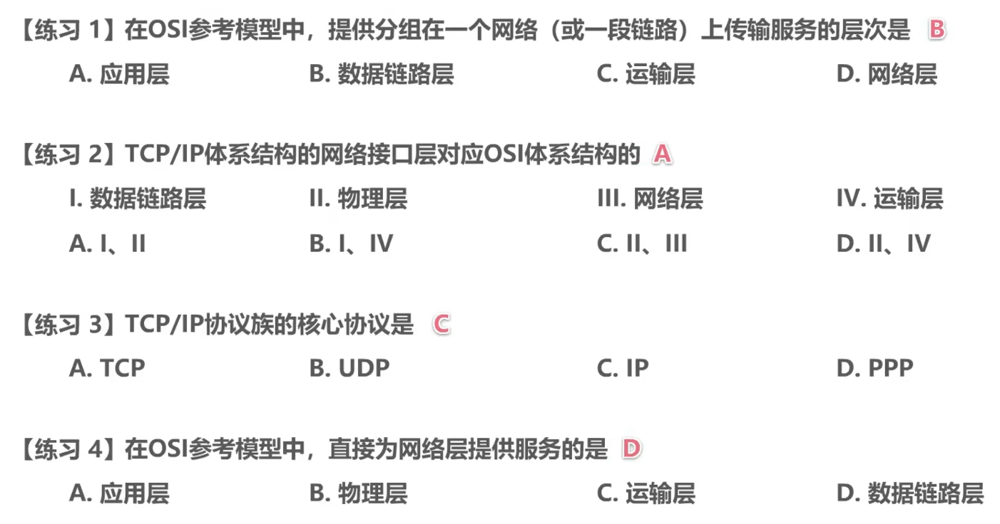 【练习 1】在OSI参考模型中，提供分组在一个网络（或一段链路）上传输服务的层次是 B
A. 应用层 B. 数据链路层 C. 运输层 D. 网络层
【练习 2】TCP/IP体系结构的网络接口层对应OSI体系结构的 A
I. 数据链路层 II. 物理层 III. 网络层 IV. 运输层
A. I、II B. I、IV C. II、III D. II、IV
【练习 3】TCP/IP协议族的核心协议是 C
A. TCP B. UDP C. IP D. PPP
【练习 4】在OSI参考模型中，直接为网络层提供服务的是 D
A. 应用层 B. 物理层 C. 运输层 D. 数据链路层